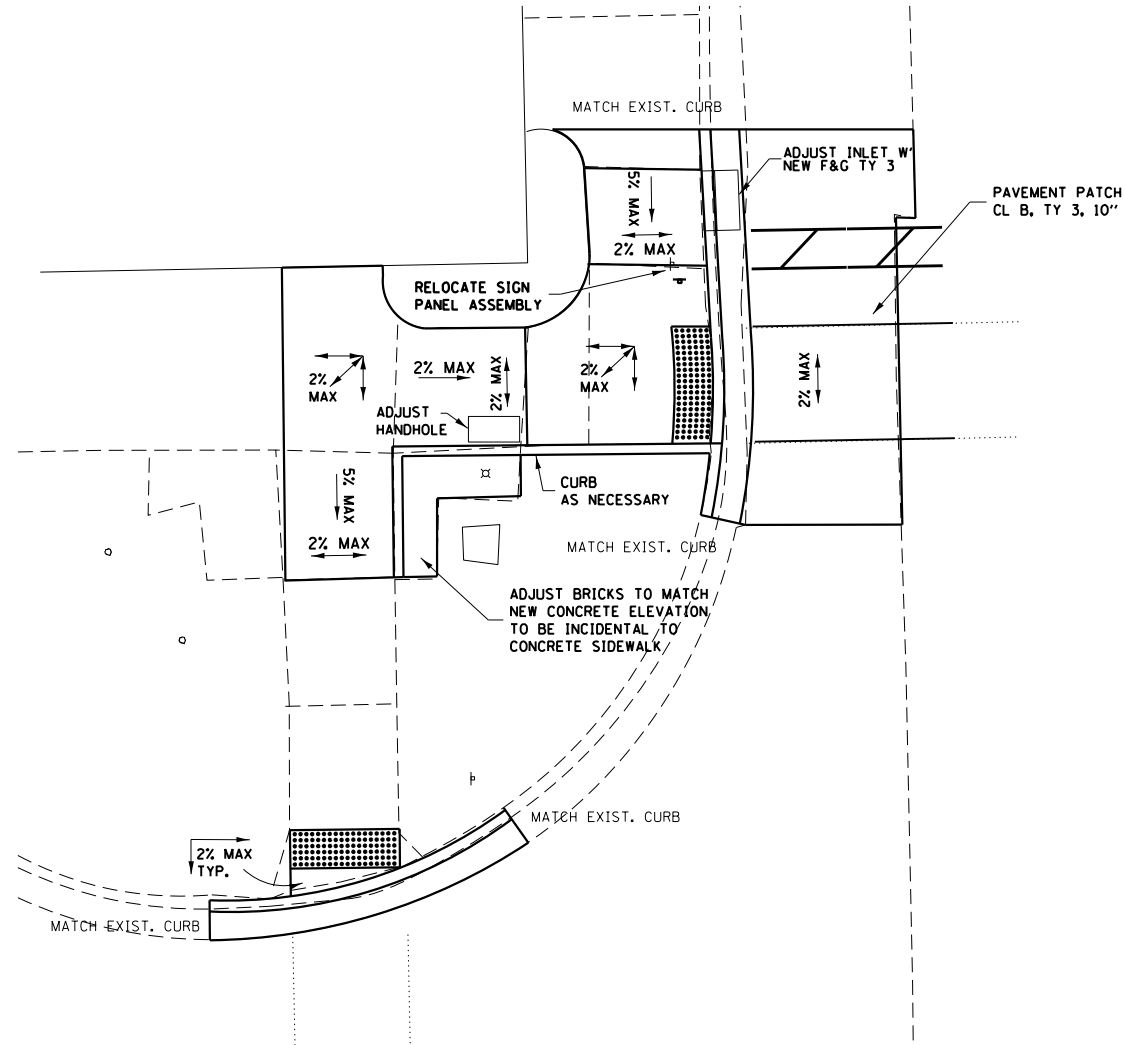 MATCH EXIST. CURB
ADJUST INLET W'
NEW F&G TY 3
PAVEMENT PATCH
CL B, TY 3, 10''
5% MAX
2% MAX
RELOCATE SIGN
PANEL ASSEMBLY
2%
MAX
2% MAX
2% MAX
2%
MAX
2% MAX
ADJUST
HANDHOLE
5% MAX
2% MAX
CURB
AS NECESSARY
MATCH EXIST. CURB
ADJUST BRICKS TO MATCH
NEW CONCRETE ELEVATION
TO BE INCIDENTAL TO
CONCRETE SIDEWALK
MATCH EXIST. CURB
2% MAX
TYP.
MATCH EXIST. CURB